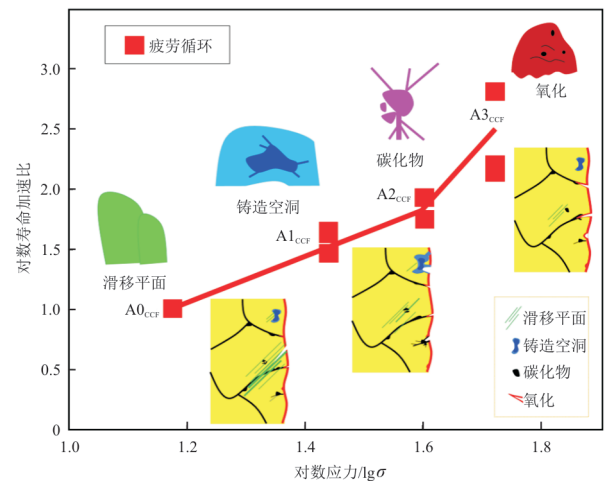 疲劳循环
氧化
碳化物
铸造空洞
滑移平面
A0CCF
A1CCF
A2CCF
A3CCF
滑移平面
铸造空洞
碳化物
氧化
对数寿命加速比
3.0
2.5
2.0
1.5
1.0
0.5
0
1.0
1.2
1.4
1.6
1.8
对数应力/lgσ